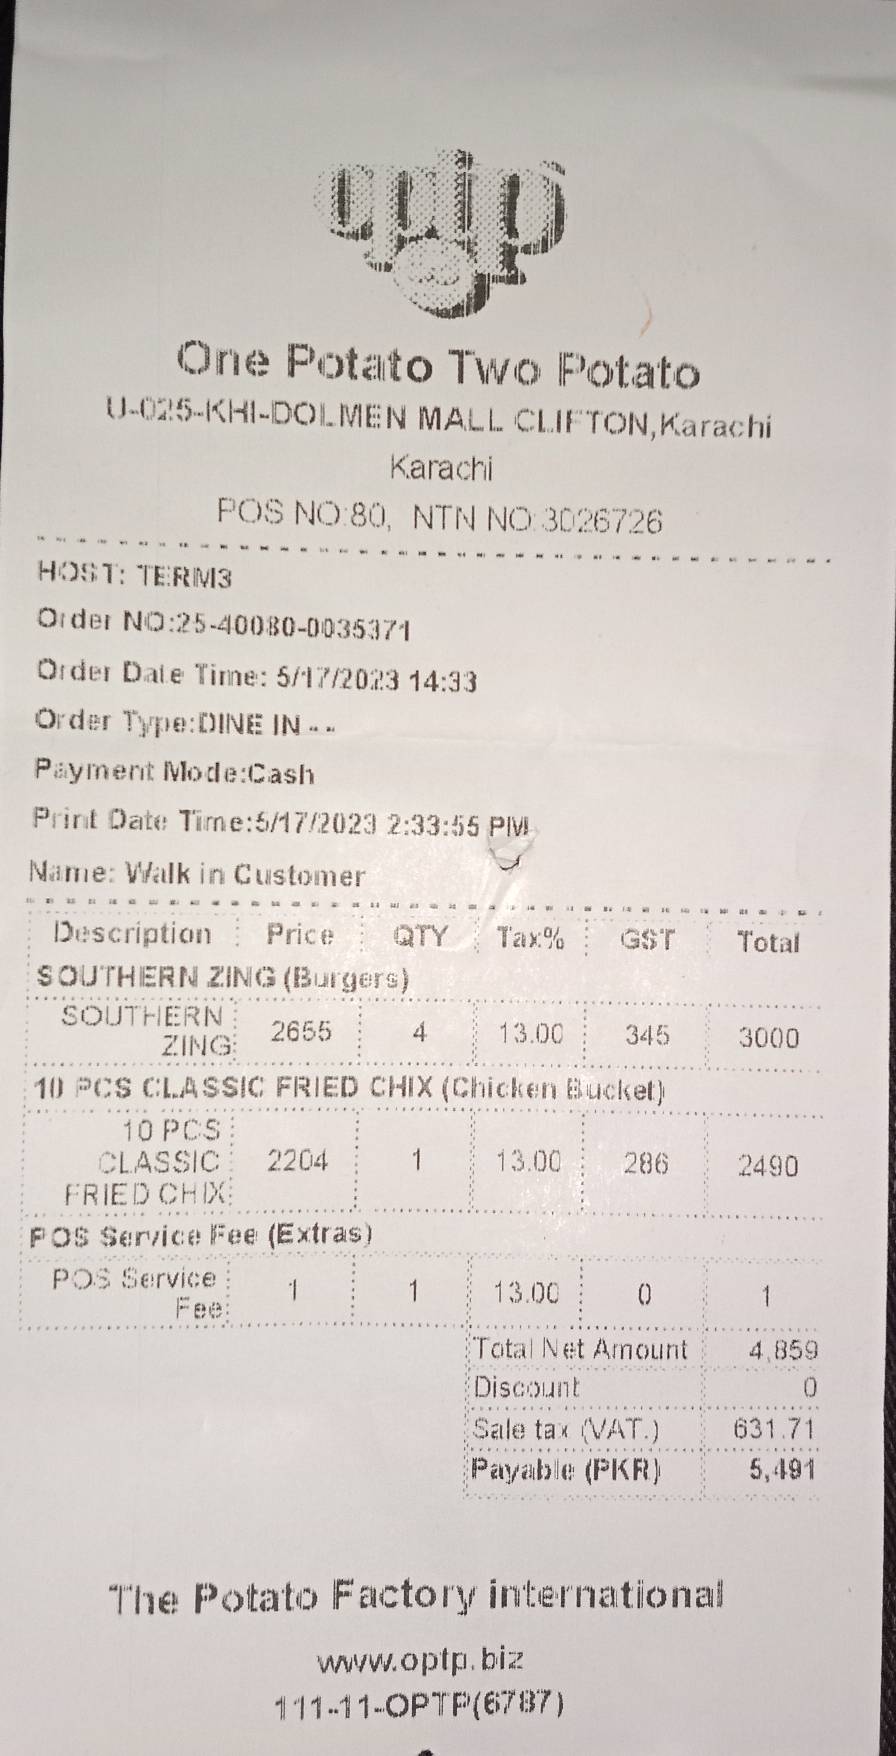 optp
One Potato Two Potato
U-025-KHI-DOLMEN MALL CLIFTON,Karachi
Karachi
POS NO:80, NTN NO:3026726
HOST: TERM3
Order NO:25-40080-0035371
Order Date Time: 5/17/2023 14:33
Order Type:DINE IN - -
Payment Mode:Cash
Print Date Time:5/17/2023 2:33:55 PM
Name: Walk in Customer
Description Price QTY Tax% GST Total
SOUTHERN ZING (Burgers)
SOUTHERN
ZING 2655 4 13.00 345 3000
10 PCS CLASSIC FRIED CHIX (Chicken Bucket)
10 PCS
CLASSIC 2204 1 13.00 286 2490
FRIED CHIX
POS Service Fee (Extras)
POS Service
Fee 1 1 13.00 0 1
Total Net Amount 4,859
Discount 0
Sale tax (VAT.) 631.71
Payable (PKR) 5,491
The Potato Factory international
www.optp.biz
111-11-OPTP(6787)